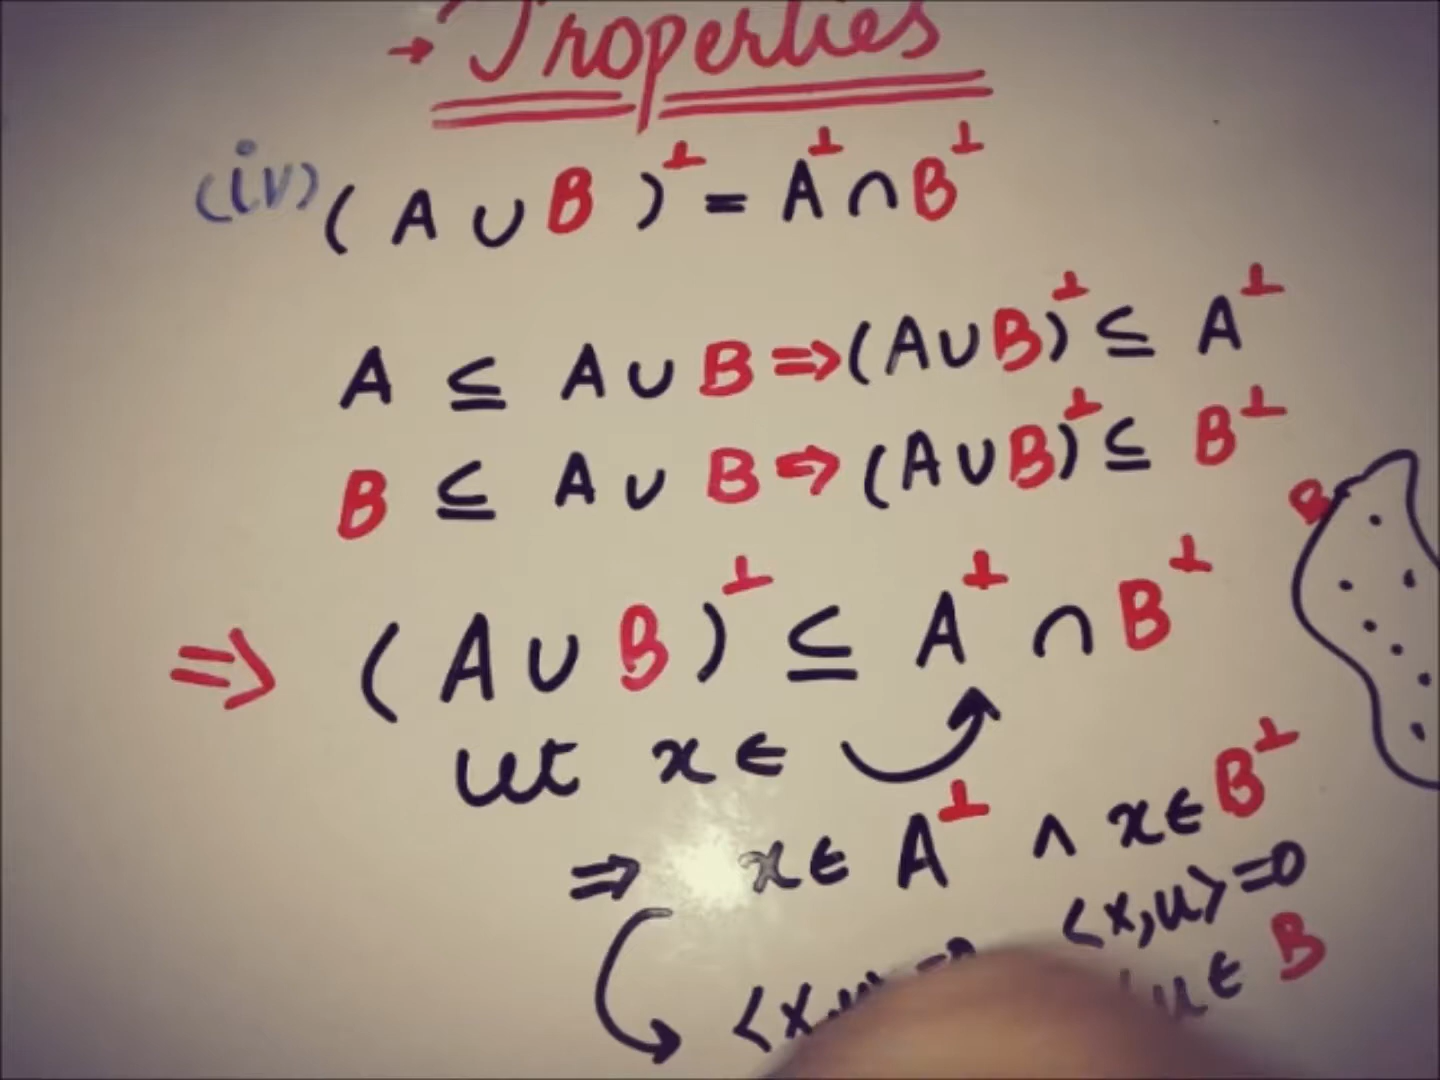 → Properties
(iv) (A ∪ B)⊥ = A⊥ ∩ B⊥
A ⊆ A ∪ B ⇒ (A ∪ B)⊥ ⊆ A⊥
B ⊆ A ∪ B ⇒ (A ∪ B)⊥ ⊆ B⊥
B
⇒ (A ∪ B)⊥ ⊆ A⊥ ∩ B⊥
Let x ∈
⇒ x ∈ A⊥ ∧ x ∈ B⊥
⟨x,u⟩=0
u ∈ B